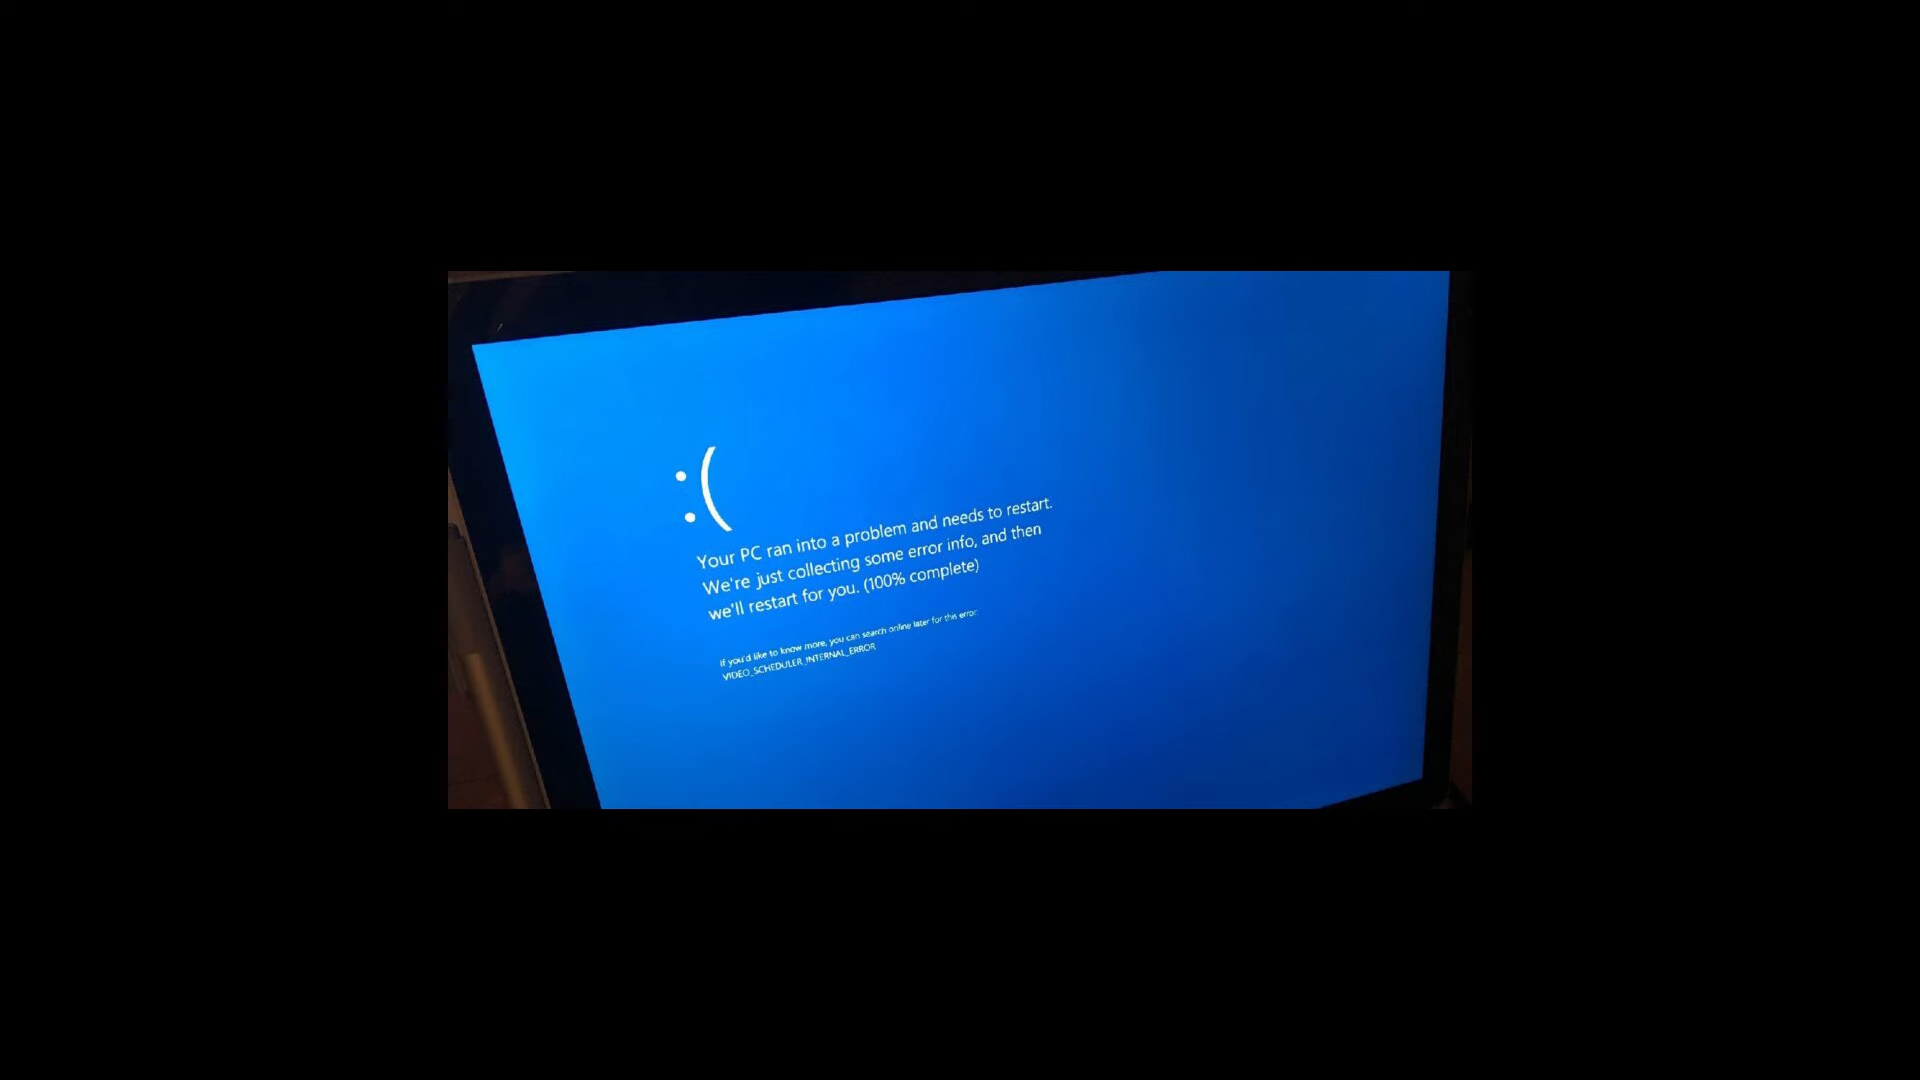 :(
Your PC ran into a problem and needs to restart.
We're just collecting some error info, and then
we'll restart for you. (100% complete)
If you'd like to know more, you can search online later for this error:
VIDEO_SCHEDULER_INTERNAL_ERROR